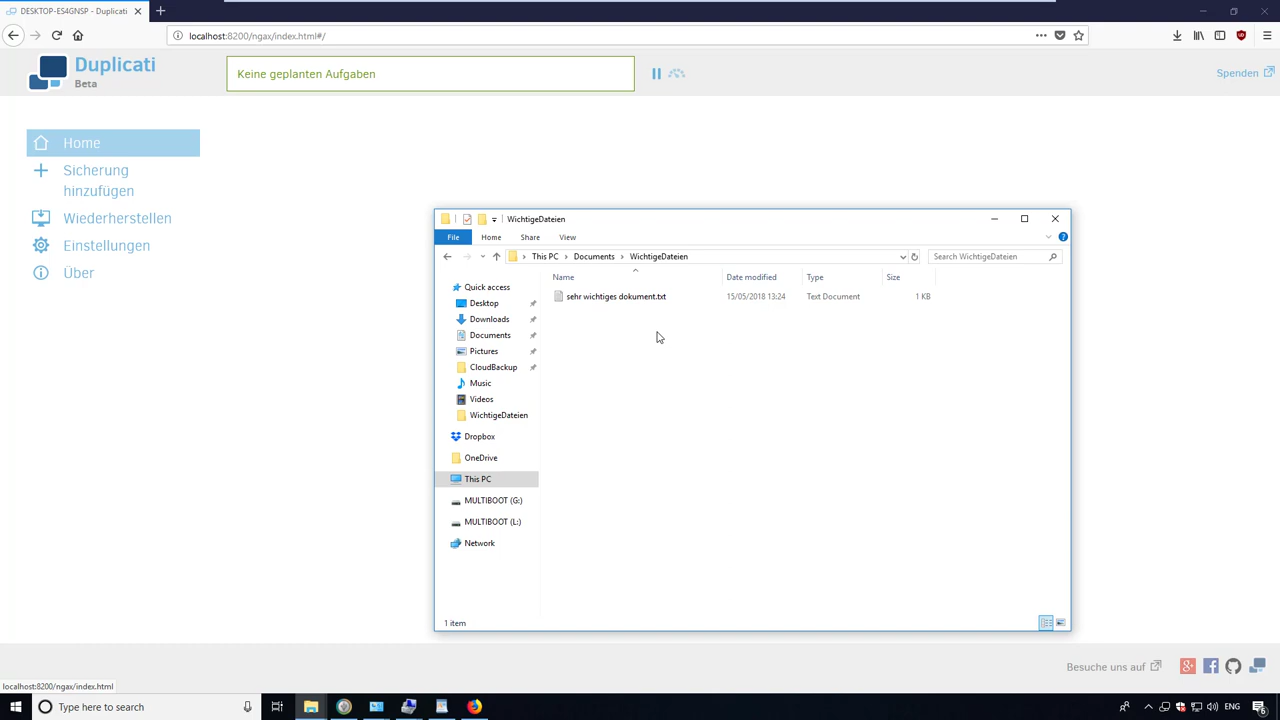 DESKTOP-ES4GNSP - Duplicati
localhost:8200/ngax/index.html#/
Duplicati
Beta
Keine geplanten Aufgaben
Spenden
Home
Sicherung
hinzufügen
Wiederherstellen
Einstellungen
Über
WichtigeDateien
File Home Share View
This PC > Documents > WichtigeDateien
Search WichtigeDateien
Name Date modified Type Size
sehr wichtiges dokument.txt 15/05/2018 13:24 Text Document 1 KB
Quick access
Desktop
Downloads
Documents
Pictures
CloudBackup
Music
Videos
WichtigeDateien
Dropbox
OneDrive
This PC
MULTIBOOT (G:)
MULTIBOOT (L:)
Network
1 item
Besuche uns auf
localhost:8200/ngax/index.html
Type here to search
ENG
6